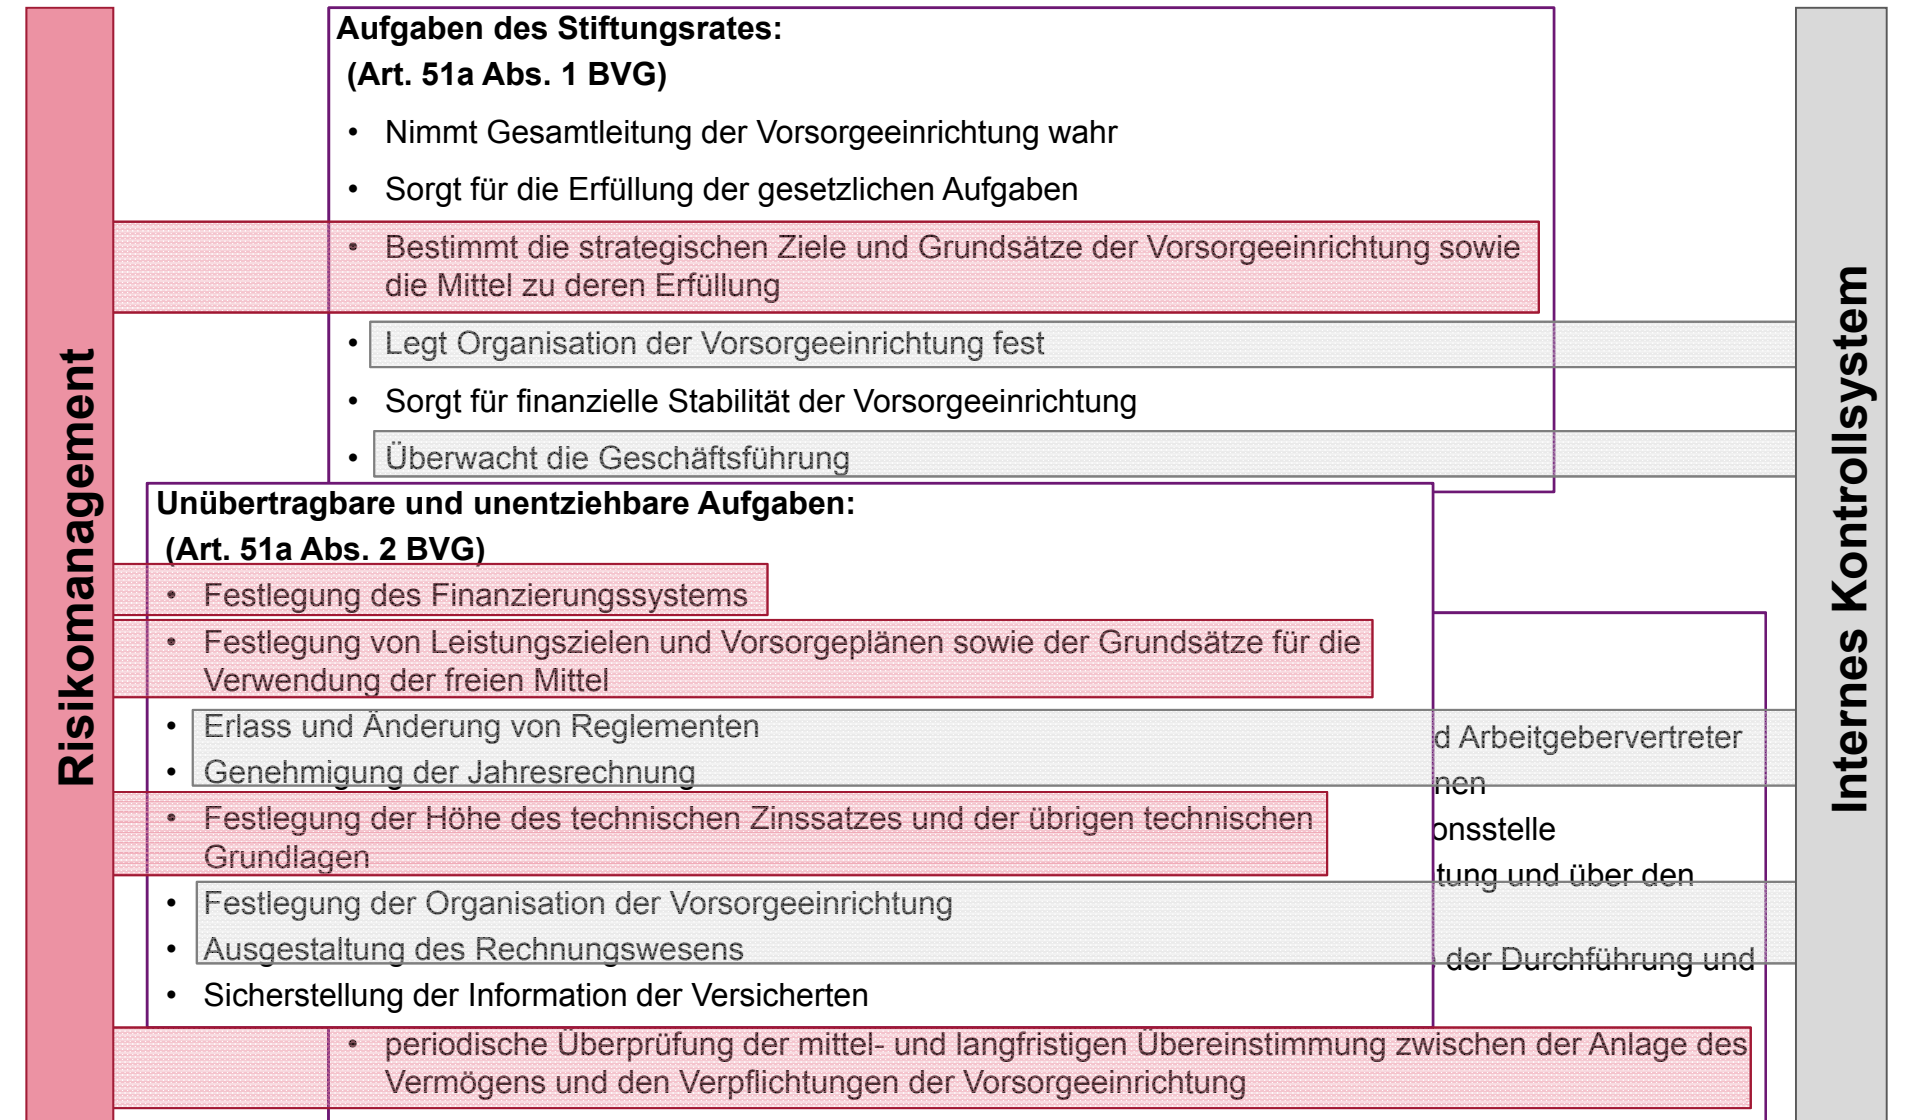 Risikomanagement
Aufgaben des Stiftungsrates:
(Art. 51a Abs. 1 BVG)
• Nimmt Gesamtleitung der Vorsorgeeinrichtung wahr
• Sorgt für die Erfüllung der gesetzlichen Aufgaben
• Bestimmt die strategischen Ziele und Grundsätze der Vorsorgeeinrichtung sowie
die Mittel zu deren Erfüllung
• Legt Organisation der Vorsorgeeinrichtung fest
• Sorgt für finanzielle Stabilität der Vorsorgeeinrichtung
• Überwacht die Geschäftsführung
Unübertragbare und unentziehbare Aufgaben:
(Art. 51a Abs. 2 BVG)
• Festlegung des Finanzierungssystems
• Festlegung von Leistungszielen und Vorsorgeplänen sowie der Grundsätze für die
Verwendung der freien Mittel
• Erlass und Änderung von Reglementen
• Genehmigung der Jahresrechnung
• Festlegung der Höhe des technischen Zinssatzes und der übrigen technischen
Grundlagen
• Festlegung der Organisation der Vorsorgeeinrichtung
• Ausgestaltung des Rechnungswesens
• Sicherstellung der Information der Versicherten
d Arbeitgebervertreter
nen
onsstelle
tung und über den
der Durchführung und
• periodische Überprüfung der mittel- und langfristigen Übereinstimmung zwischen der Anlage des
Vermögens und den Verpflichtungen der Vorsorgeeinrichtung
Internes Kontrollsystem